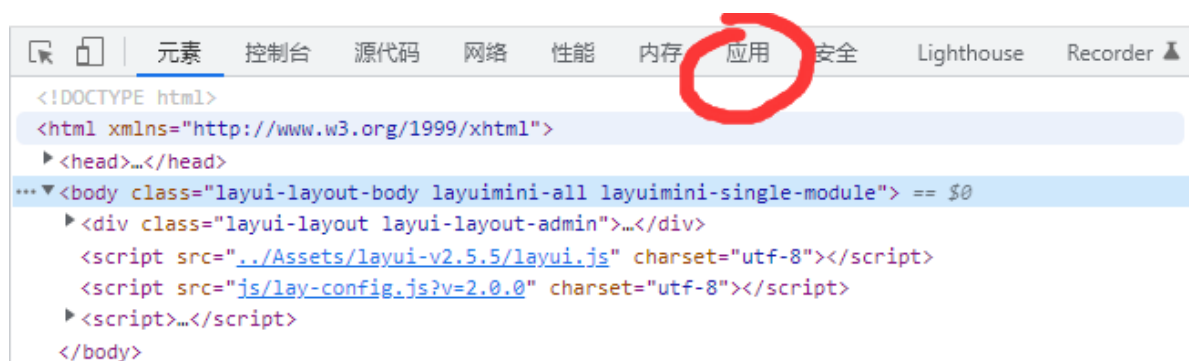 元素 控制台 源代码 网络 性能 内存 应用 安全 Lighthouse Recorder
<!DOCTYPE html>
<html xmlns="http://www.w3.org/1999/xhtml">
<head>…</head>
<body class="layui-layout-body layuimini-all layuimini-single-module"> == $0
<div class="layui-layout layui-layout-admin">…</div>
<script src="../Assets/layui-v2.5.5/layui.js" charset="utf-8"></script>
<script src="js/lay-config.js?v=2.0.0" charset="utf-8"></script>
<script>…</script>
</body>